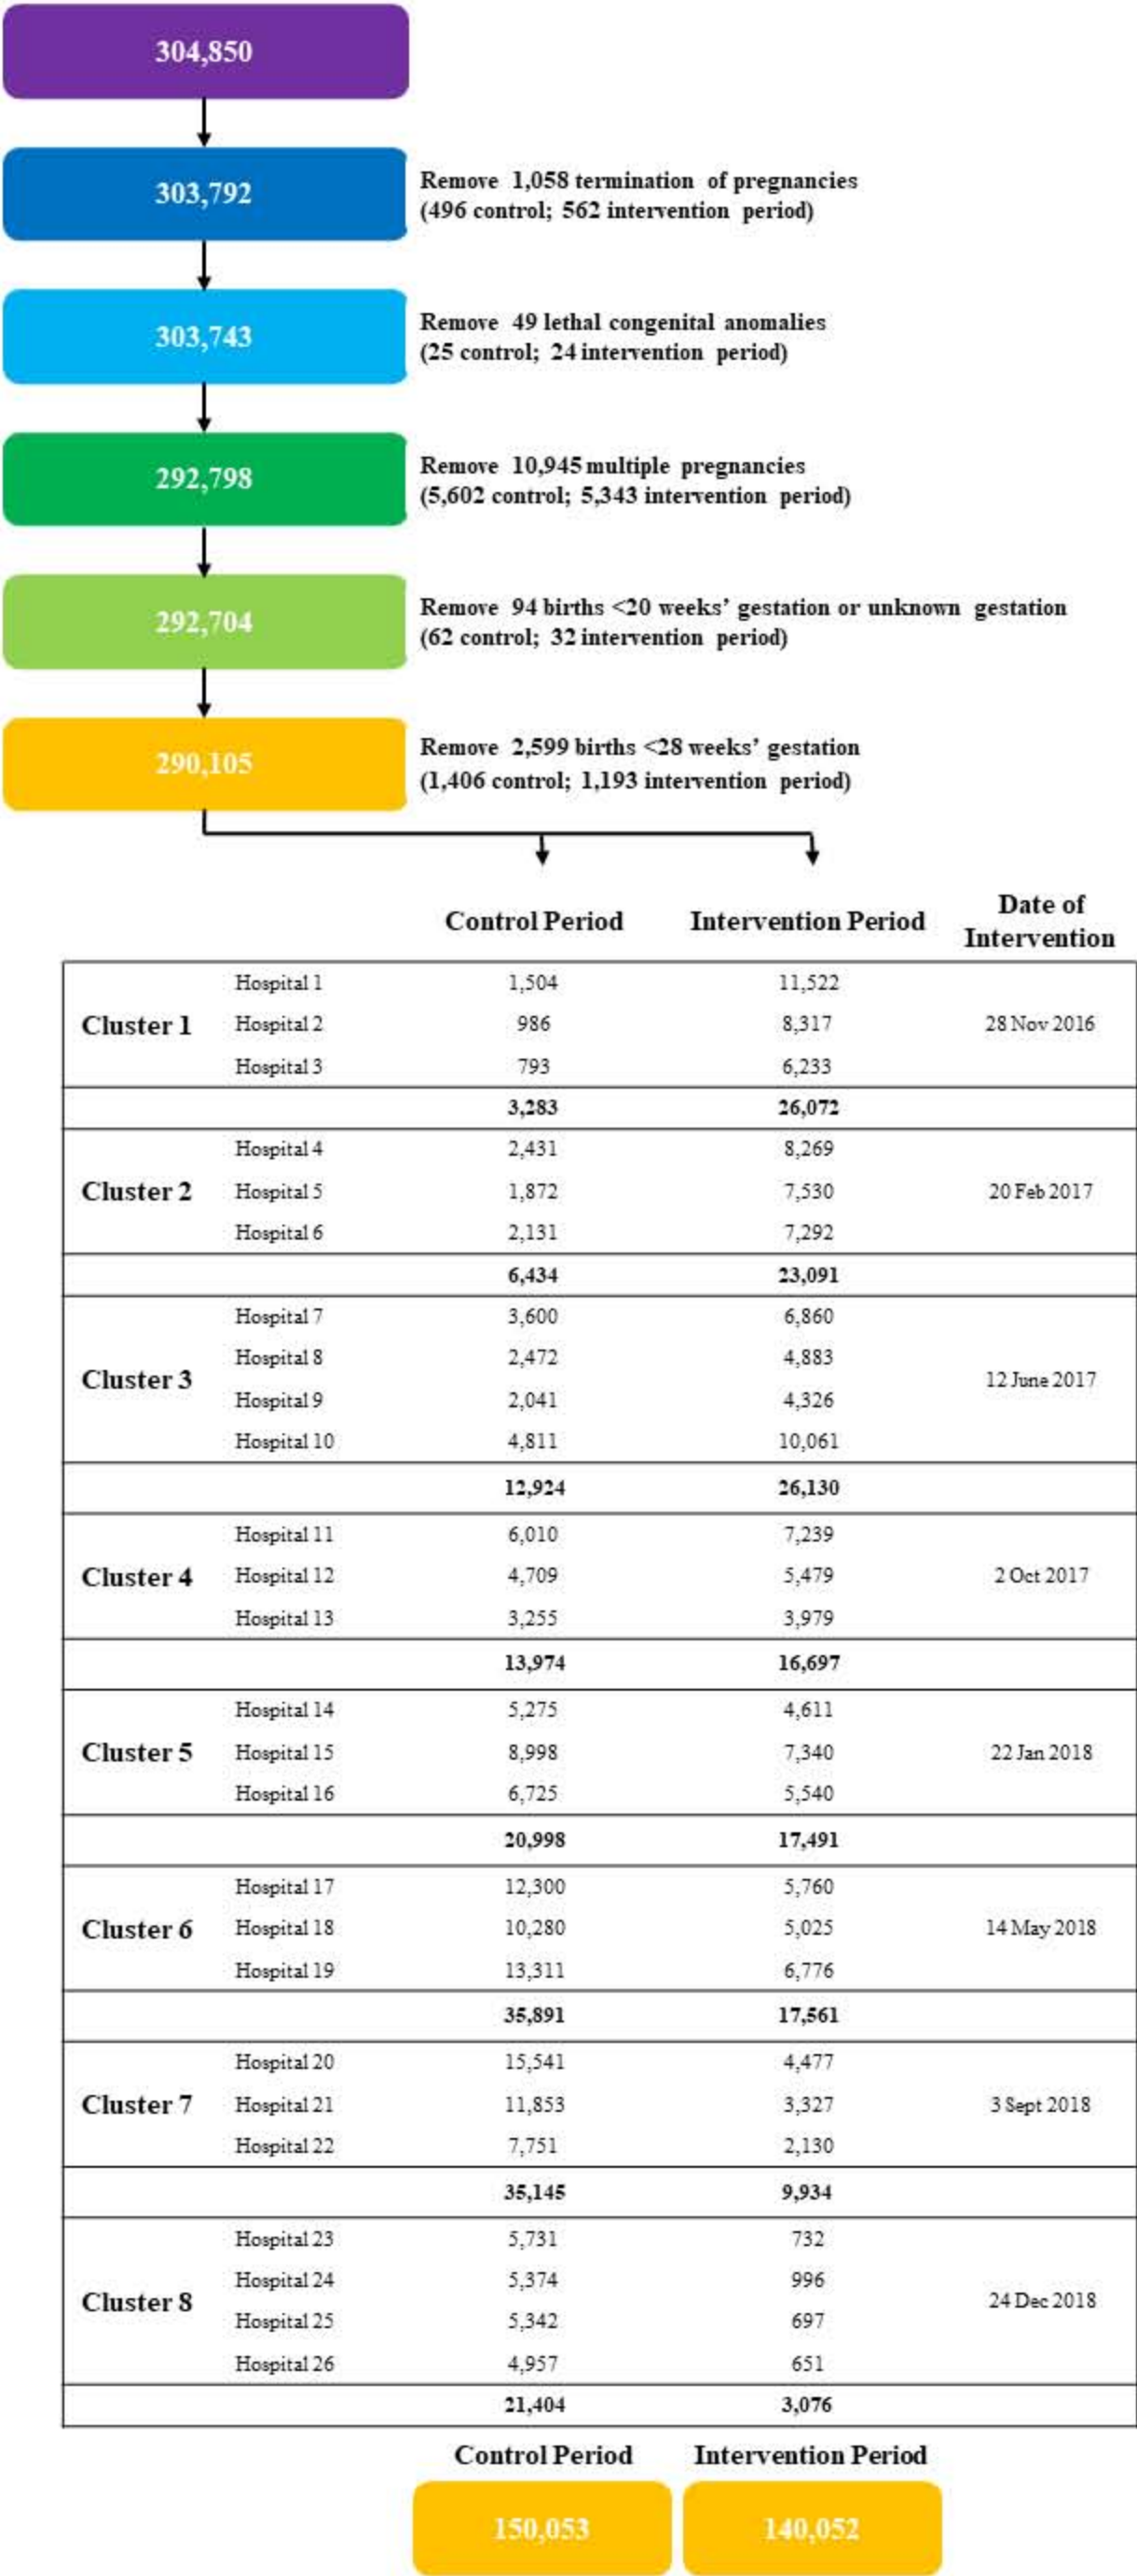 304,850
303,792
Remove 1,058 termination of pregnancies
(496 control; 562 intervention period)
303,743
Remove 49 lethal congenital anomalies
(25 control; 24 intervention period)
292,798
Remove 10,945 multiple pregnancies
(5,602 control; 5,343 intervention period)
292,704
Remove 94 births <20 weeks’ gestation or unknown gestation
(62 control; 32 intervention period)
290,105
Remove 2,599 births <28 weeks’ gestation
(1,406 control; 1,193 intervention period)
Control Period Intervention Period Date of
Intervention
Hospital 1 1,504 11,522
Cluster 1 Hospital 2 986 8,317 28 Nov 2016
Hospital 3 793 6,233
3,283 26,072
Hospital 4 2,431 8,269
Cluster 2 Hospital 5 1,872 7,530 20 Feb 2017
Hospital 6 2,131 7,292
6,434 23,091
Hospital 7 3,600 6,860
Hospital 8 2,472 4,883
Cluster 3 12 June 2017
Hospital 9 2,041 4,326
Hospital 10 4,811 10,061
12,924 26,130
Hospital 11 6,010 7,239
Cluster 4 Hospital 12 4,709 5,479 2 Oct 2017
Hospital 13 3,255 3,979
13,974 16,697
Hospital 14 5,275 4,611
Cluster 5 Hospital 15 8,998 7,340 22 Jan 2018
Hospital 16 6,725 5,540
20,998 17,491
Hospital 17 12,300 5,760
Cluster 6 Hospital 18 10,280 5,025 14 May 2018
Hospital 19 13,311 6,776
35,891 17,561
Hospital 20 15,541 4,477
Cluster 7 Hospital 21 11,853 3,327 3 Sept 2018
Hospital 22 7,751 2,130
35,145 9,934
Hospital 23 5,731 732
Hospital 24 5,374 996
Cluster 8 24 Dec 2018
Hospital 25 5,342 697
Hospital 26 4,957 651
21,404 3,076
Control Period Intervention Period
150,053 140,052